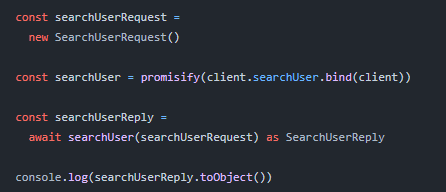 const searchUserRequest =
  new SearchUserRequest()

const searchUser = promisify(client.searchUser.bind(client))

const searchUserReply =
  await searchUser(searchUserRequest) as SearchUserReply

console.log(searchUserReply.toObject())